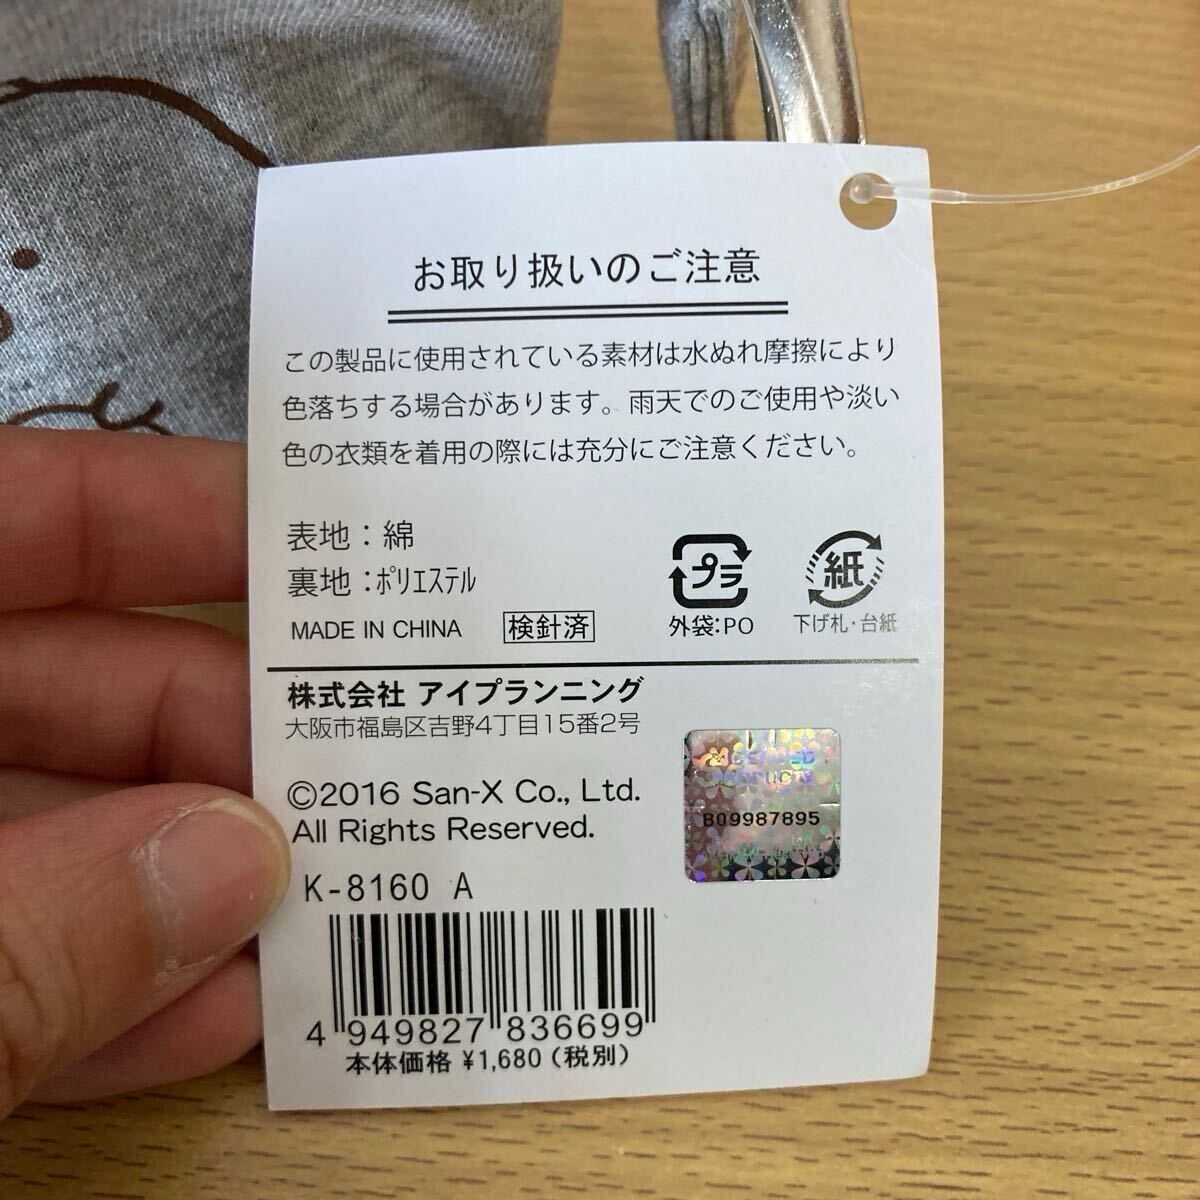 お取り扱いのご注意
この製品に使用されている素材は水ぬれ摩擦により
色落ちする場合があります。雨天でのご使用や淡い
色の衣類を着用の際には充分にご注意ください。
表地：綿
裏地：ポリエステル
MADE IN CHINA 検針済
プラ
外袋:PO
紙
下げ札・台紙
株式会社 アイプランニング
大阪市福島区吉野4丁目15番2号
©2016 San-X Co., Ltd.
All Rights Reserved.
PRODUCTS
B09987895
K-8160 A
4 949827 836699
本体価格 ¥1,680（税別）